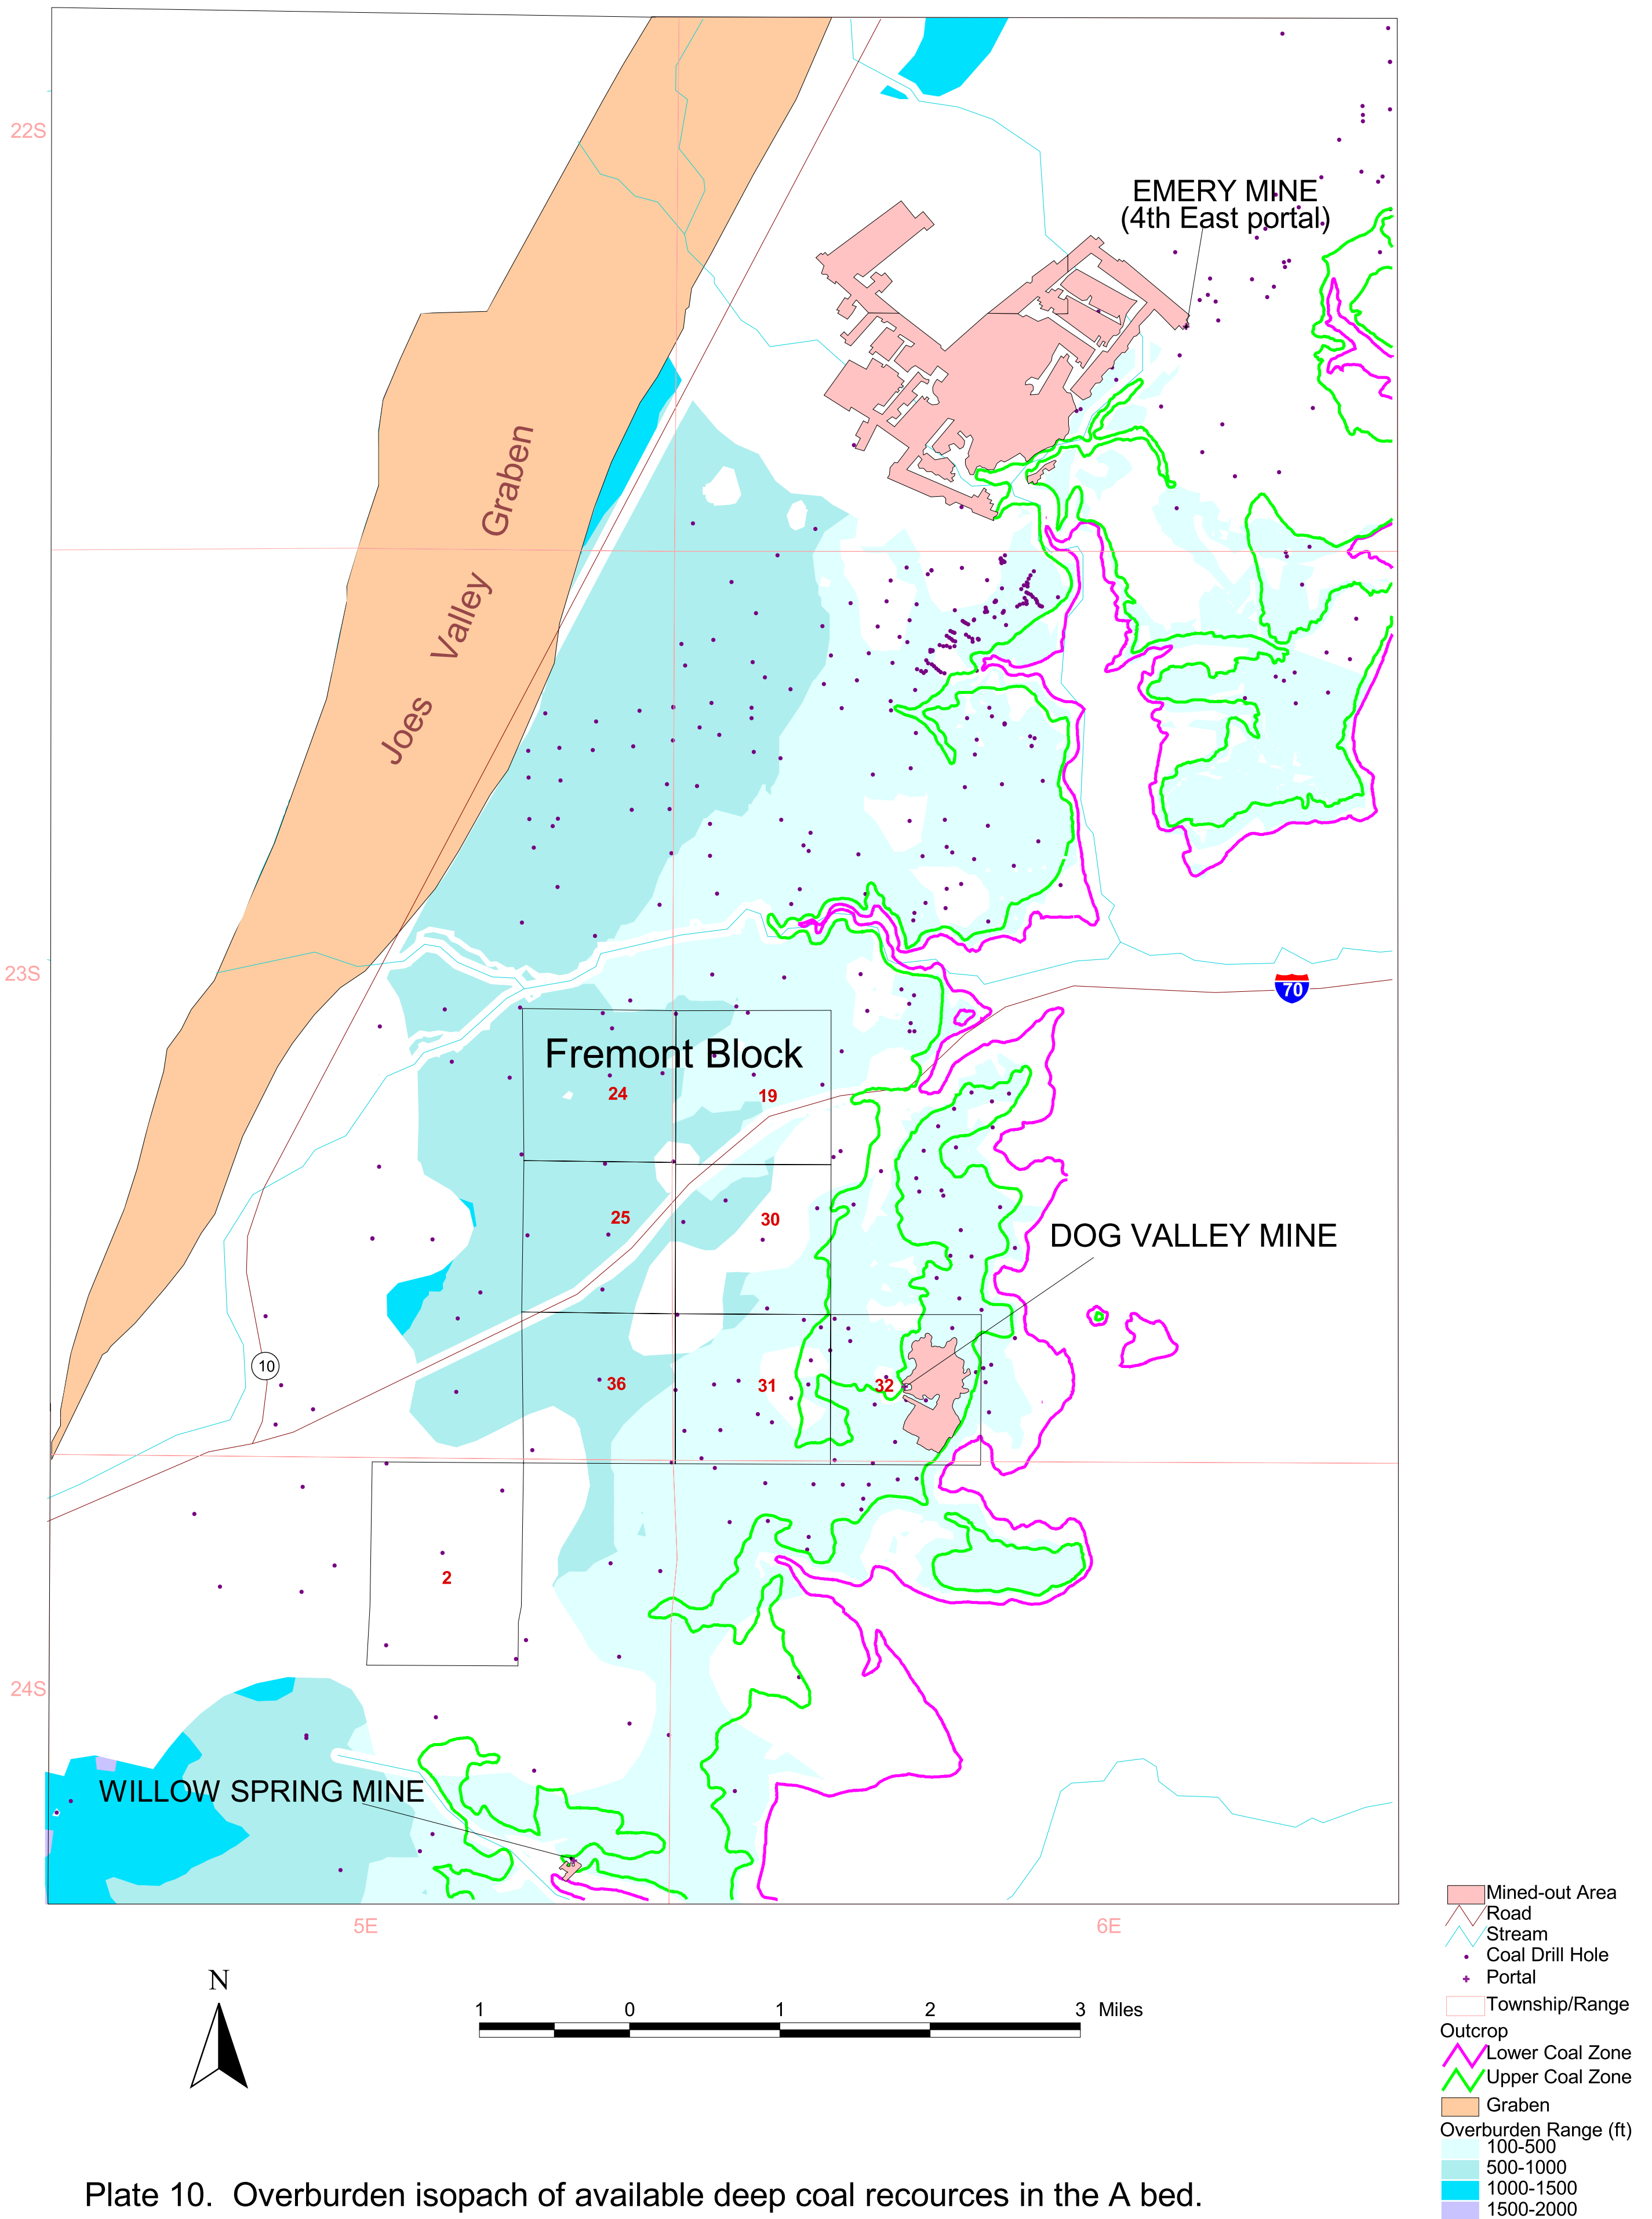 22S
EMERY MINE
(4th East portal)
Joes Valley Graben
23S
70
Fremont Block
24
19
25
30
DOG VALLEY MINE
10
36
31
32
2
24S
WILLOW SPRING MINE
5E
6E
N
1 0 1 2 3 Miles
Mined-out Area
Road
Stream
Coal Drill Hole
Portal
Township/Range
Outcrop
Lower Coal Zone
Upper Coal Zone
Graben
Overburden Range (ft)
100-500
500-1000
1000-1500
1500-2000
Plate 10. Overburden isopach of available deep coal recources in the A bed.